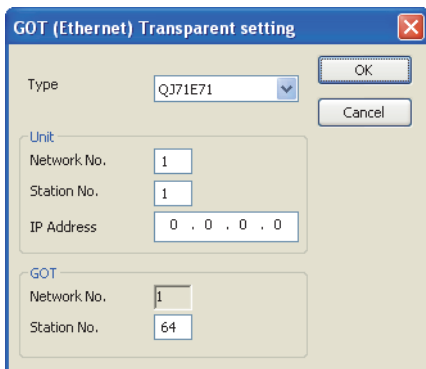 GOT (Ethernet) Transparent setting
Type QJ71E71 OK
Cancel
Unit
Network No. 1
Station No. 1
IP Address 0 . 0 . 0 . 0
GOT
Network No. 1
Station No. 64